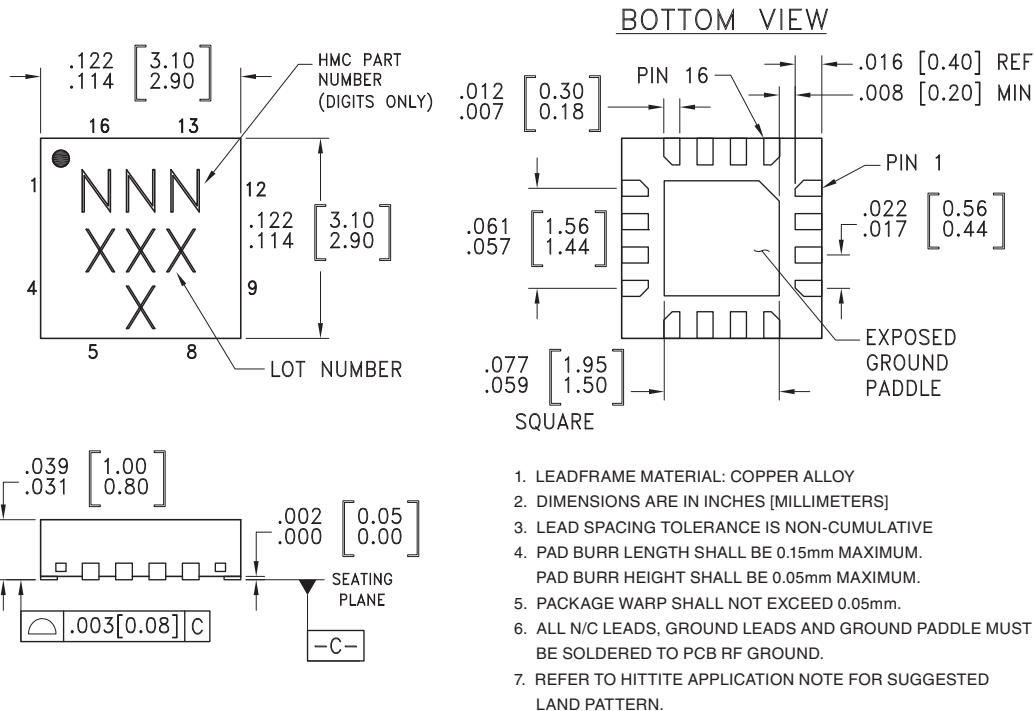 BOTTOM VIEW
.122 [3.10]
.114 [2.90]
HMC PART
NUMBER
(DIGITS ONLY)
16 13
1 12
4 9
5 8
NNN
XXX
X
.122 [3.10]
.114 [2.90]
LOT NUMBER
PIN 16
.016 [0.40] REF
.008 [0.20] MIN
.012 [0.30]
.007 [0.18]
PIN 1
.061 [1.56]
.057 [1.44]
.022 [0.56]
.017 [0.44]
EXPOSED
GROUND
PADDLE
.077 [1.95]
.059 [1.50]
SQUARE
.039 [1.00]
.031 [0.80]
.002 [0.05]
.000 [0.00]
SEATING
PLANE
.003[0.08] C
-C-
1. LEADFRAME MATERIAL: COPPER ALLOY
2. DIMENSIONS ARE IN INCHES [MILLIMETERS]
3. LEAD SPACING TOLERANCE IS NON-CUMULATIVE
4. PAD BURR LENGTH SHALL BE 0.15mm MAXIMUM.
PAD BURR HEIGHT SHALL BE 0.05mm MAXIMUM.
5. PACKAGE WARP SHALL NOT EXCEED 0.05mm.
6. ALL N/C LEADS, GROUND LEADS AND GROUND PADDLE MUST
BE SOLDERED TO PCB RF GROUND.
7. REFER TO HITTITE APPLICATION NOTE FOR SUGGESTED
LAND PATTERN.